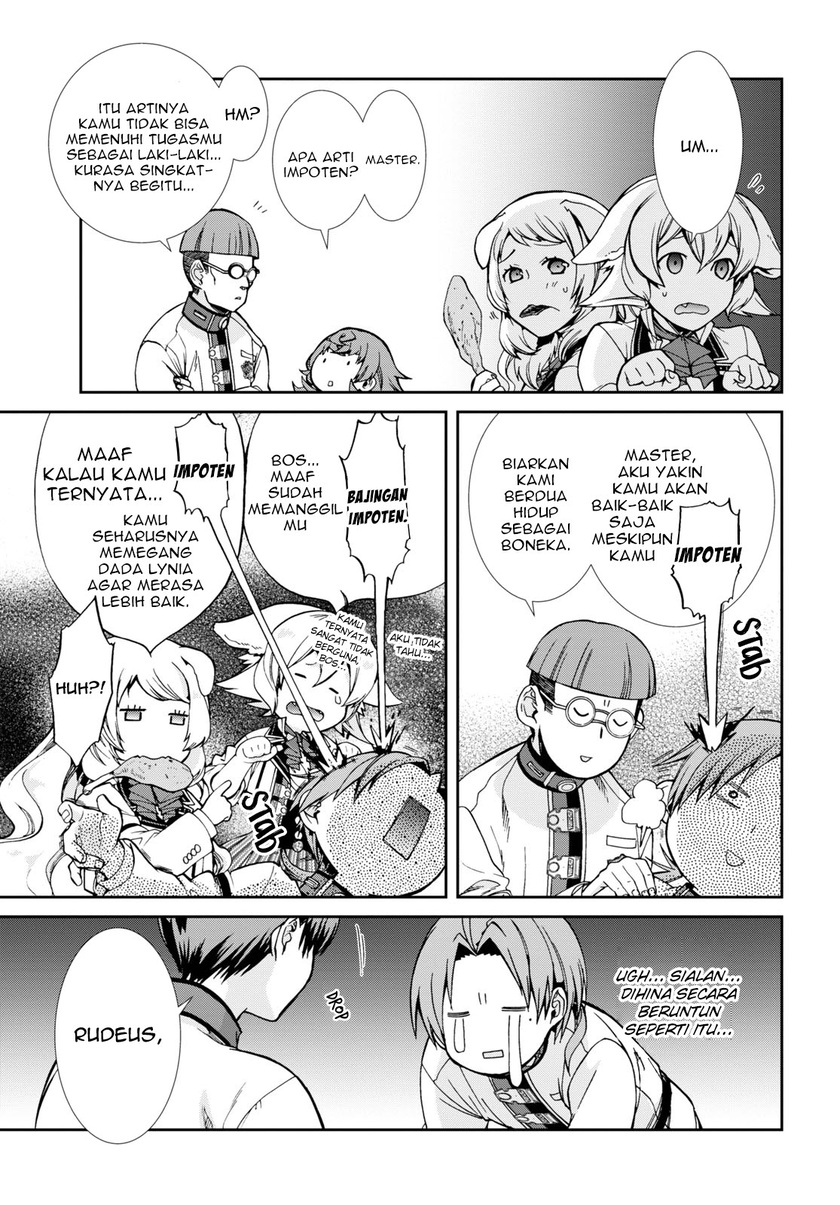 UM...
MASTER.
APA ARTI
IMPOTEN?
HM?
ITU ARTINYA
KAMU TIDAK BISA
MEMENUHI TUGASMU
SEBAGAI LAKI-LAKI...
KURASA SINGKAT-
NYA BEGITU...
MASTER,
AKU YAKIN
KAMU AKAN
BAIK-BAIK
SAJA
MESKIPUN
KAMU
IMPOTEN
BIARKAN
KAMI
BERDUA
HIDUP
SEBAGAI
BONEKA.
STab
BOS...
MAAF
SUDAH
MEMANGGIL
MU
BAJINGAN
IMPOTEN.
AKU TIDAK
TAHU...
KAMU
TERNYATA
SANGAT TIDAK
BERGUNA,
BOS!
MAAF
KALAU KAMU
TERNYATA...
IMPOTEN
KAMU
SEHARUSNYA
MEMEGANG
DADA LYNIA
AGAR MERASA
LEBIH BAIK.
HUH?!
STab
UGH... SIALAN...
DIHINA SECARA
BERUNTUN
SEPERTI ITU...
DROP
RUDEUS,